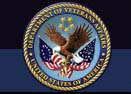 DEPARTMENT OF VETERANS AFFAIRS
UNITED STATES OF AMERICA